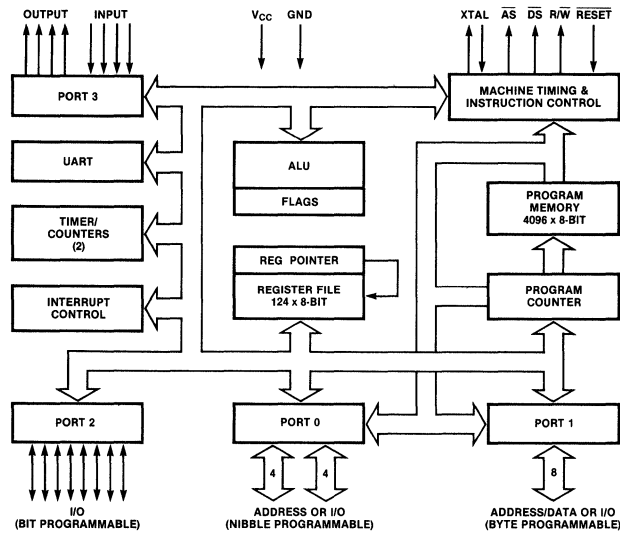 OUTPUT INPUT
VCC GND
XTAL AS DS R/W RESET
PORT 3
MACHINE TIMING &
INSTRUCTION CONTROL
UART
ALU
FLAGS
TIMER/
COUNTERS
(2)
PROGRAM
MEMORY
4096 x 8-BIT
REG POINTER
REGISTER FILE
124 x 8-BIT
INTERRUPT
CONTROL
PROGRAM
COUNTER
PORT 2
PORT 0
PORT 1
4
4
8
I/O
(BIT PROGRAMMABLE)
ADDRESS OR I/O
(NIBBLE PROGRAMMABLE)
ADDRESS/DATA OR I/O
(BYTE PROGRAMMABLE)